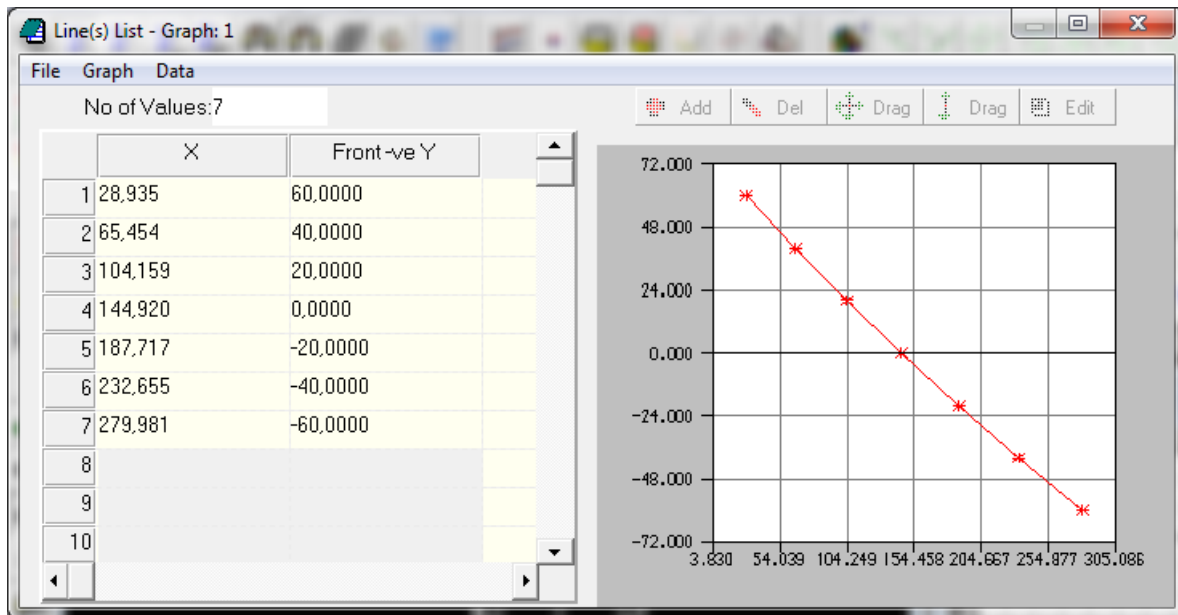 Line(s) List - Graph: 1
File Graph Data
No of Values:7
Add Del Drag Drag Edit
X Front-ve Y
1 28,935 60,0000
2 65,454 40,0000
3 104,159 20,0000
4 144,920 0,0000
5 187,717 -20,0000
6 232,655 -40,0000
7 279,981 -60,0000
8
9
10
72.000
48.000
24.000
0.000
-24.000
-48.000
-72.000
3.830 54.039 104.249 154.458 204.667 254.877 305.086